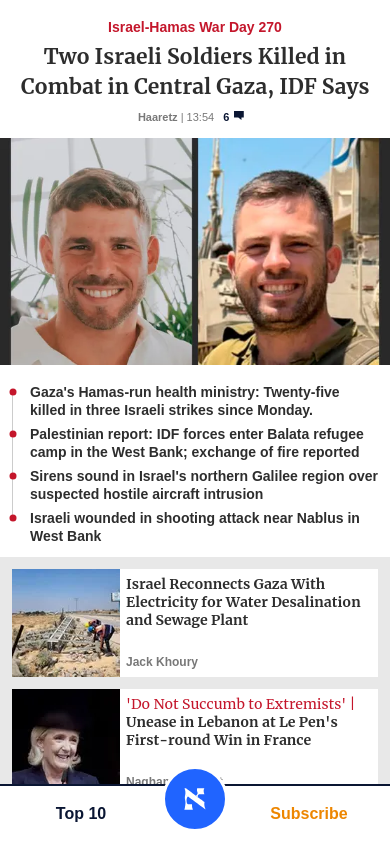 Israel-Hamas War Day 270
Two Israeli Soldiers Killed in
Combat in Central Gaza, IDF Says
Haaretz | 13:54 6
Gaza's Hamas-run health ministry: Twenty-five
killed in three Israeli strikes since Monday.
Palestinian report: IDF forces enter Balata refugee
camp in the West Bank; exchange of fire reported
Sirens sound in Israel's northern Galilee region over
suspected hostile aircraft intrusion
Israeli wounded in shooting attack near Nablus in
West Bank
Israel Reconnects Gaza With
Electricity for Water Desalination
and Sewage Plant
Jack Khoury
'Do Not Succumb to Extremists' |
Unease in Lebanon at Le Pen's
First-round Win in France
Top 10
Subscribe